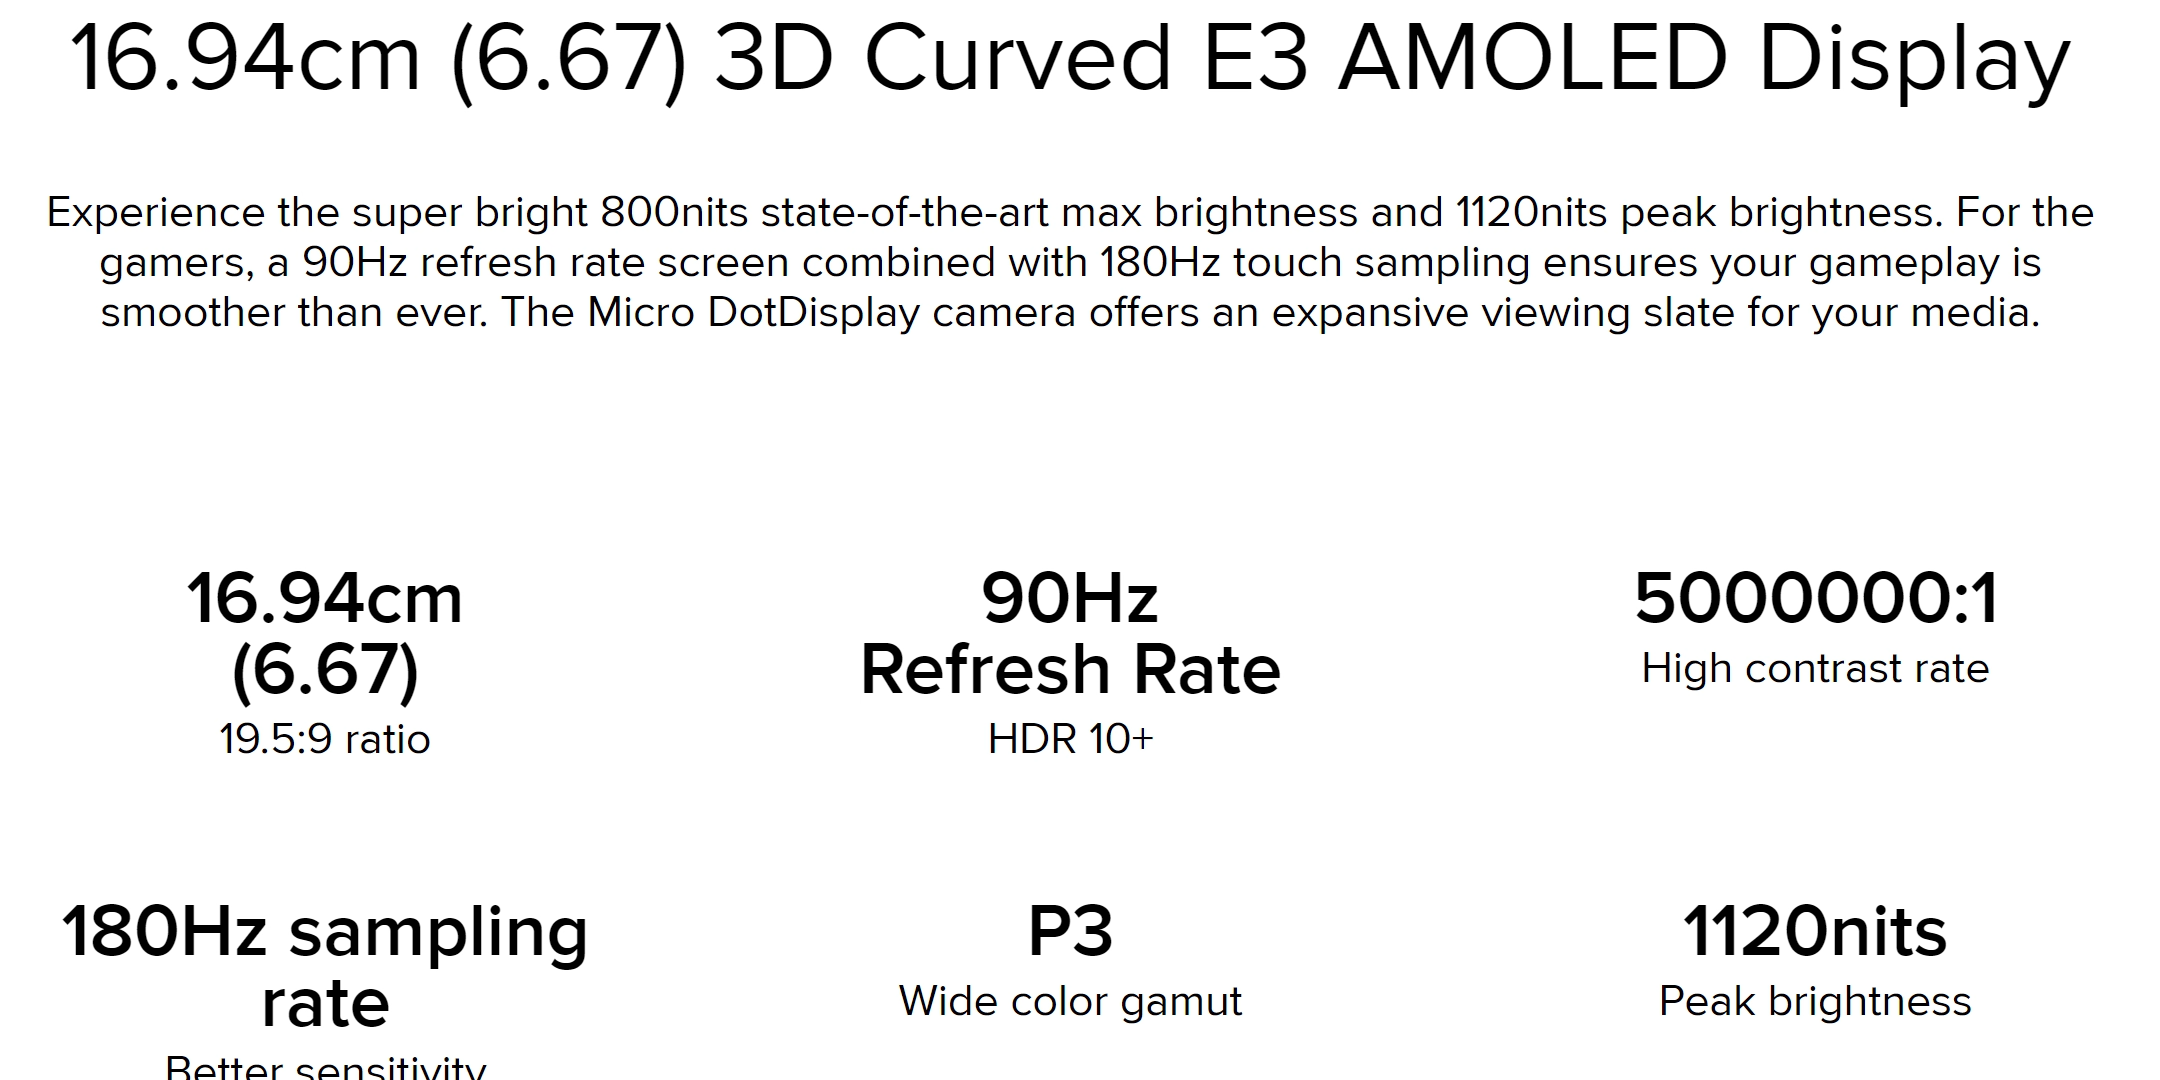 16.94cm (6.67) 3D Curved E3 AMOLED Display
Experience the super bright 800nits state-of-the-art max brightness and 1120nits peak brightness. For the
gamers, a 90Hz refresh rate screen combined with 180Hz touch sampling ensures your gameplay is
smoother than ever. The Micro DotDisplay camera offers an expansive viewing slate for your media.
16.94cm
(6.67)
19.5:9 ratio
90Hz
Refresh Rate
HDR 10+
5000000:1
High contrast rate
180Hz sampling
rate
Better sensitivity
P3
Wide color gamut
1120nits
Peak brightness